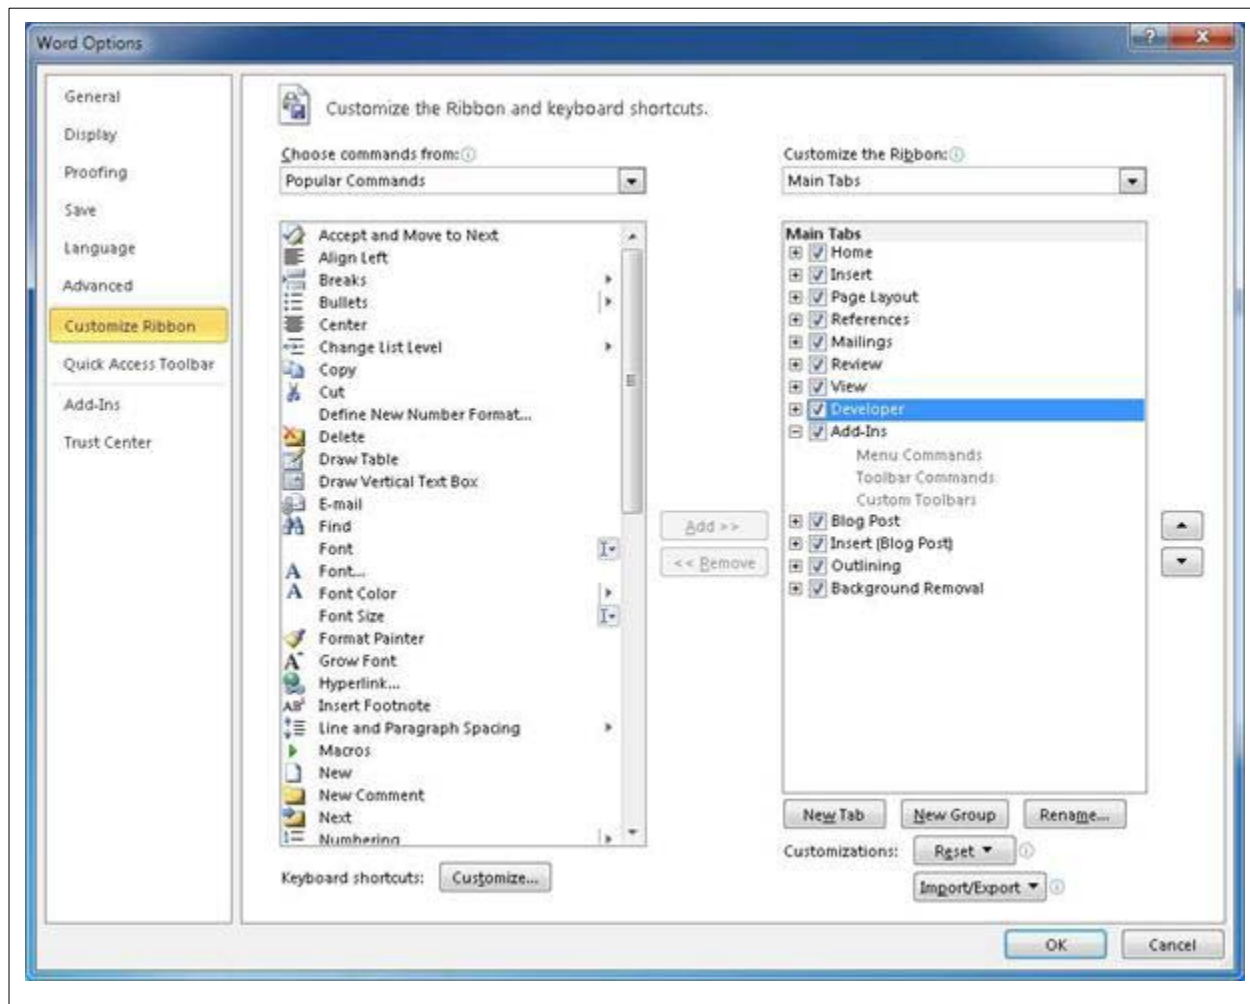 Word Options
General
Display
Proofing
Save
Language
Advanced
Customize Ribbon
Quick Access Toolbar
Add-Ins
Trust Center
Customize the Ribbon and keyboard shortcuts.
Choose commands from:
Popular Commands
Accept and Move to Next
Align Left
Breaks
Bullets
Center
Change List Level
Copy
Cut
Define New Number Format...
Delete
Draw Table
Draw Vertical Text Box
E-mail
Find
Font
Font...
Font Color
Font Size
Format Painter
Grow Font
Hyperlink...
Insert Footnote
Line and Paragraph Spacing
Macros
New
New Comment
Next
Numbering
Keyboard shortcuts: Customize...
Add >>
<< Remove
Customize the Ribbon:
Main Tabs
Main Tabs
Home
Insert
Page Layout
References
Mailings
Review
View
Developer
Add-Ins
Menu Commands
Toolbar Commands
Custom Toolbars
Blog Post
Insert (Blog Post)
Outlining
Background Removal
New Tab New Group Rename...
Customizations: Reset
Import/Export
OK Cancel